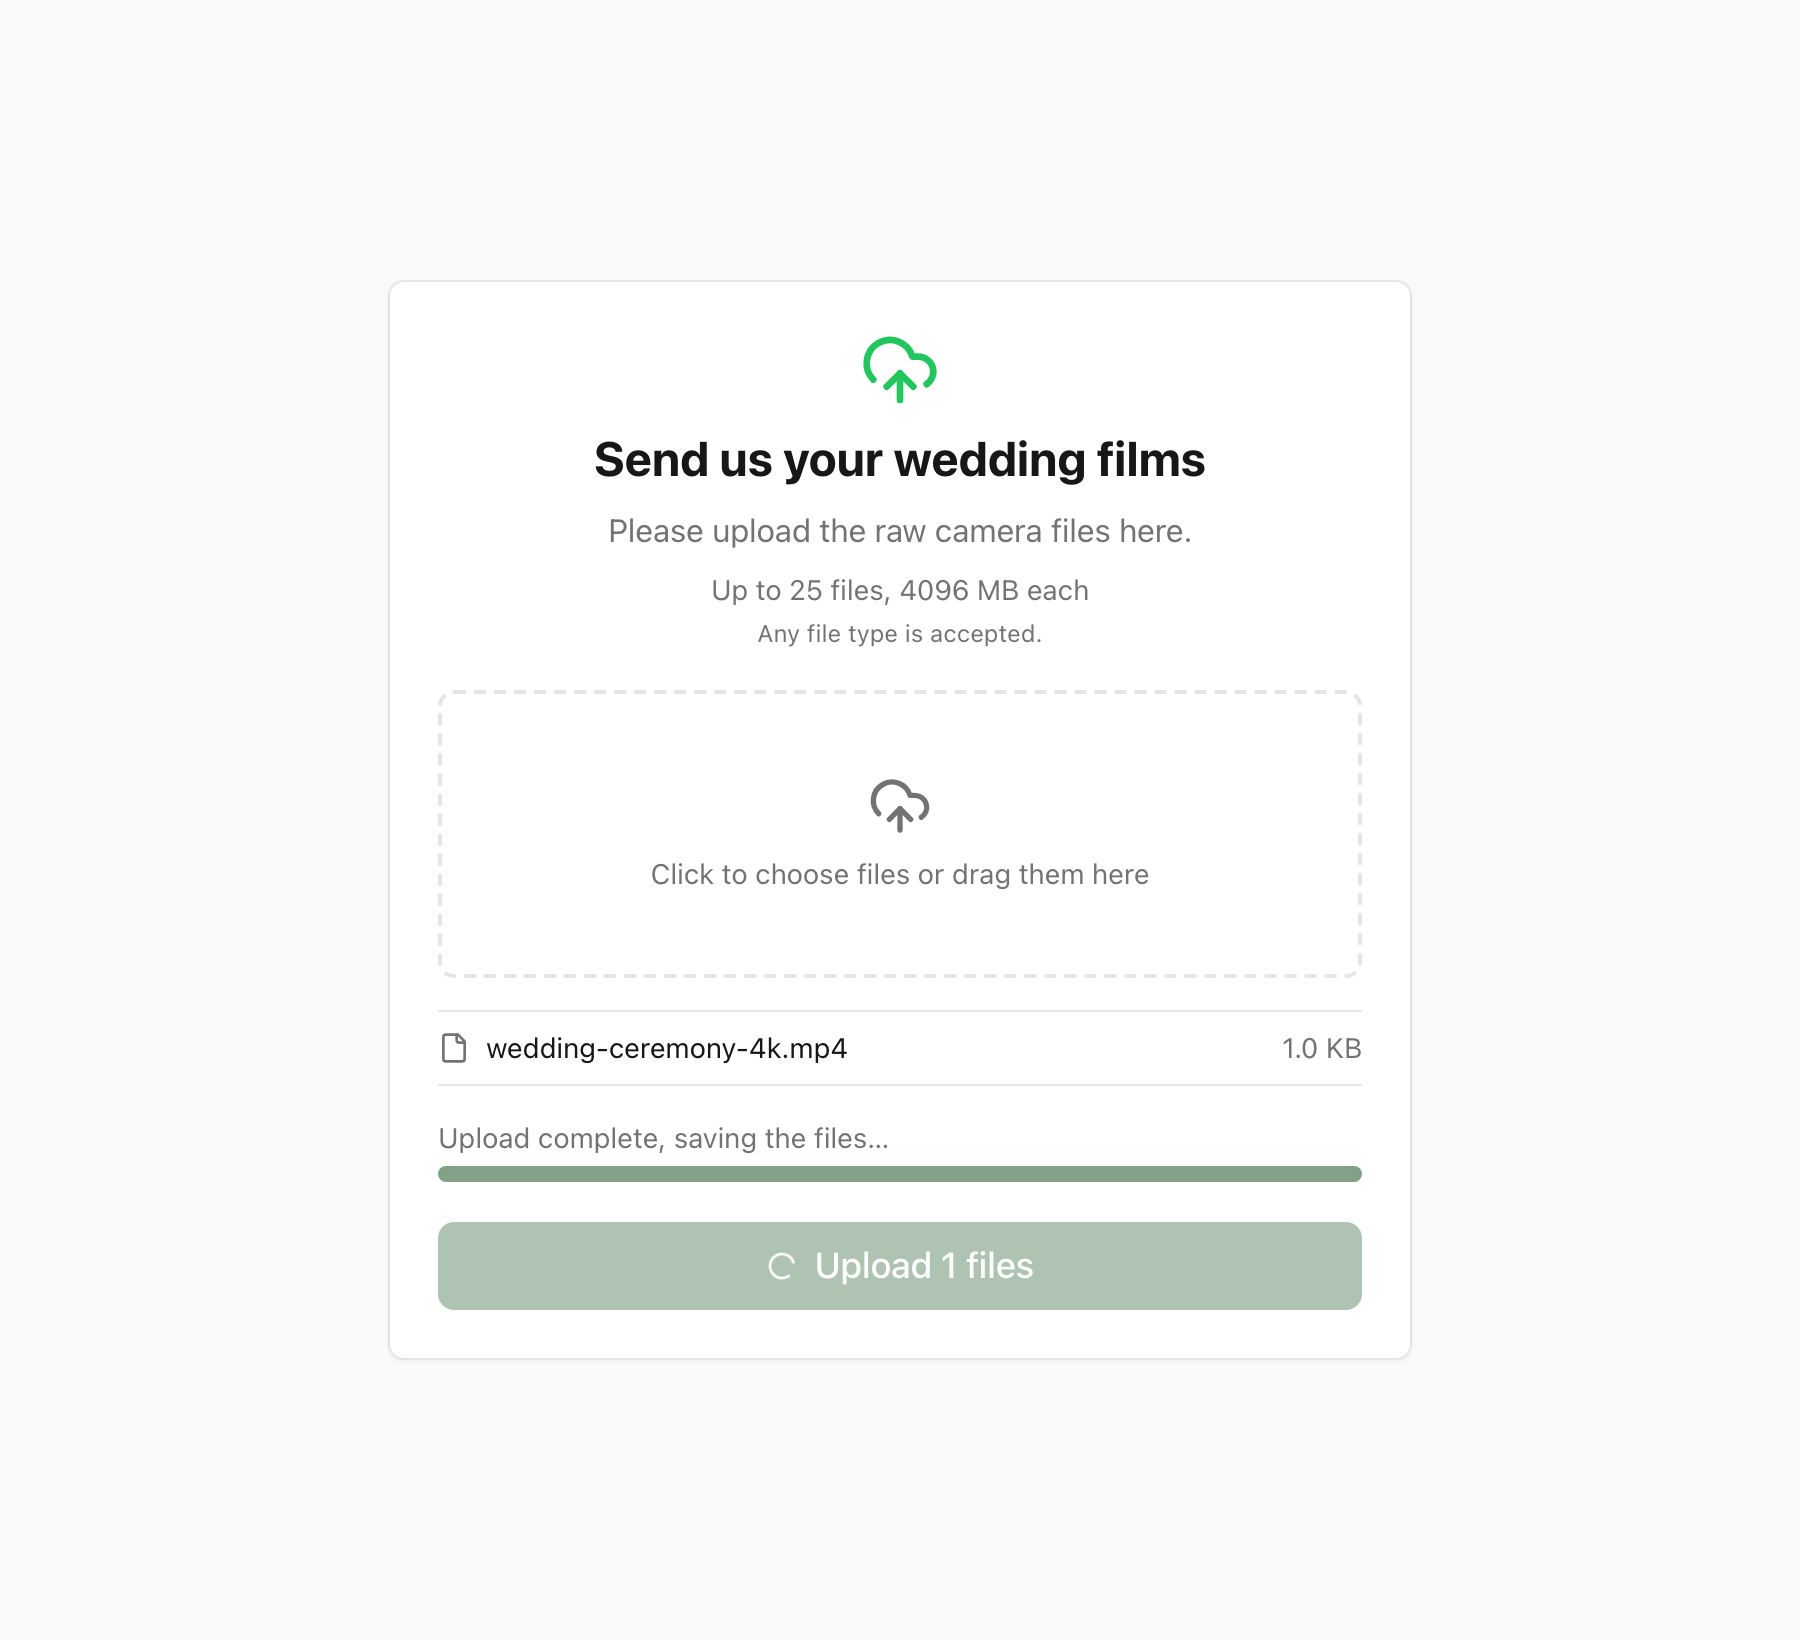 Send us your wedding films
Please upload the raw camera files here.
Up to 25 files, 4096 MB each
Any file type is accepted.
Click to choose files or drag them here
wedding-ceremony-4k.mp4 1.0 KB
Upload complete, saving the files...
Upload 1 files